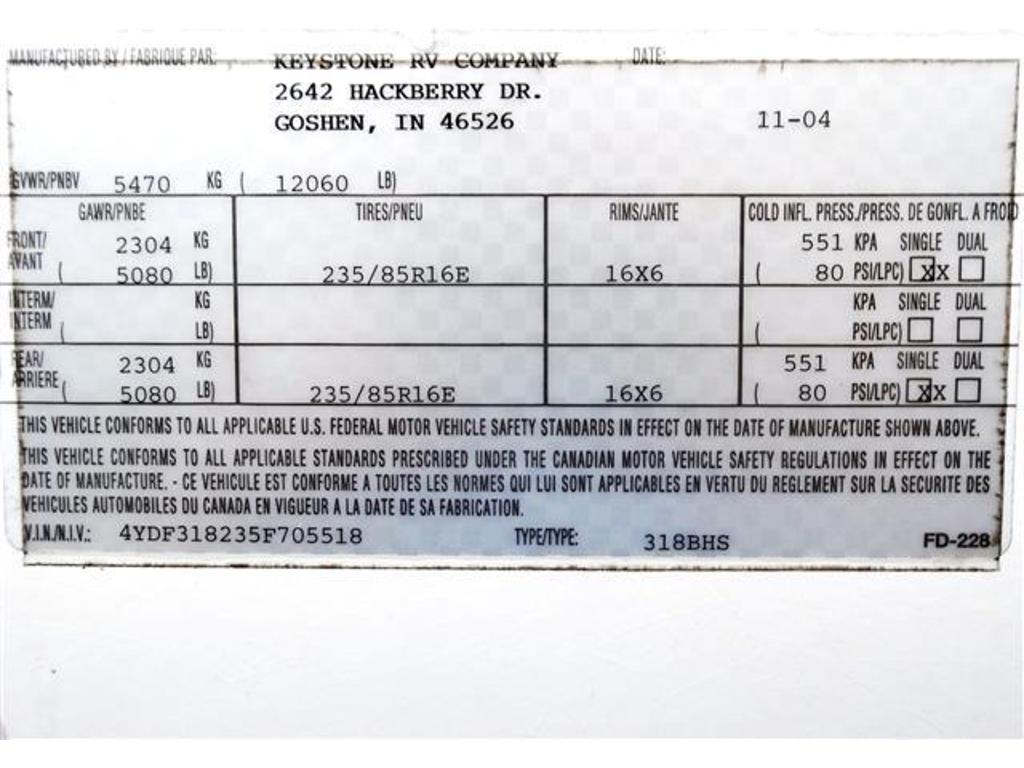 MANUFACTURED BY / FABRIQUE PAR: KEYSTONE RV COMPANY DATE:
2642 HACKBERRY DR.
GOSHEN, IN 46526 11-04
GVWR/PNBV 5470 KG ( 12060 LB)
GAWR/PNBE TIRES/PNEU RIMS/JANTE COLD INFL. PRESS./PRESS. DE GONFL. A FROID
FRONT/ 2304 KG 551 KPA SINGLE DUAL
AVANT ( 5080 LB) 235/85R16E 16X6 ( 80 PSI/LPC) XX
INTERM/ KG KPA SINGLE DUAL
INTERM ( LB) ( PSI/LPC)
REAR/ 2304 KG 551 KPA SINGLE DUAL
ARRIERE ( 5080 LB) 235/85R16E 16X6 ( 80 PSI/LPC) XX
THIS VEHICLE CONFORMS TO ALL APPLICABLE U.S. FEDERAL MOTOR VEHICLE SAFETY STANDARDS IN EFFECT ON THE DATE OF MANUFACTURE SHOWN ABOVE.
THIS VEHICLE CONFORMS TO ALL APPLICABLE STANDARDS PRESCRIBED UNDER THE CANADIAN MOTOR VEHICLE SAFETY REGULATIONS IN EFFECT ON THE
DATE OF MANUFACTURE. - CE VEHICULE EST CONFORME A TOUTES LES NORMES QUI LUI SONT APPLICABLES EN VERTU DU REGLEMENT SUR LA SECURITE DES
VEHICULES AUTOMOBILES DU CANADA EN VIGUEUR A LA DATE DE SA FABRICATION.
V.I.N./N.I.V.: 4YDF318235F705518 TYPE/TYPE: 318BHS FD-228